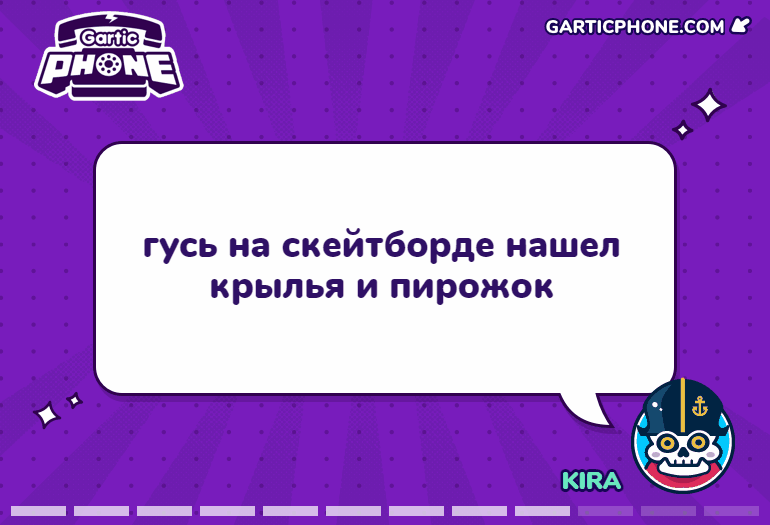 Gartic
PHONE
GARTICPHONE.COM
гусь на скейтборде нашел
крылья и пирожок
KIRA